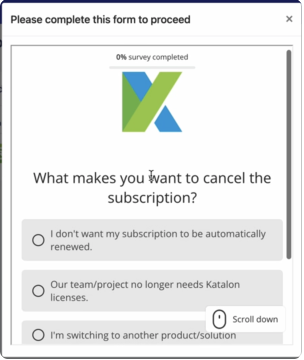 Please complete this form to proceed
×
0% survey completed
What makes you want to cancel the
subscription?
I don't want my subscription to be automatically
renewed.
Our team/project no longer needs Katalon
licenses.
Scroll down
I'm switching to another product/solution